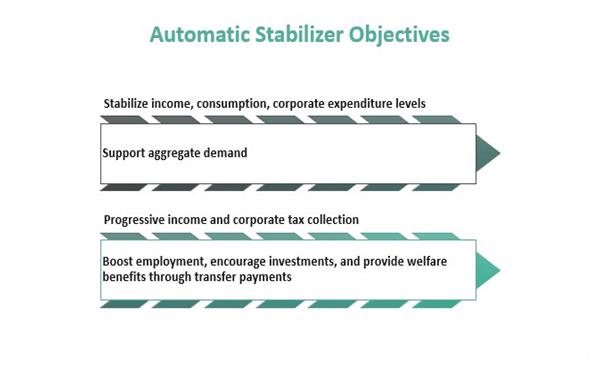 Automatic Stabilizer Objectives
Stabilize income, consumption, corporate expenditure levels
Support aggregate demand
Progressive income and corporate tax collection
Boost employment, encourage investments, and provide welfare
benefits through transfer payments